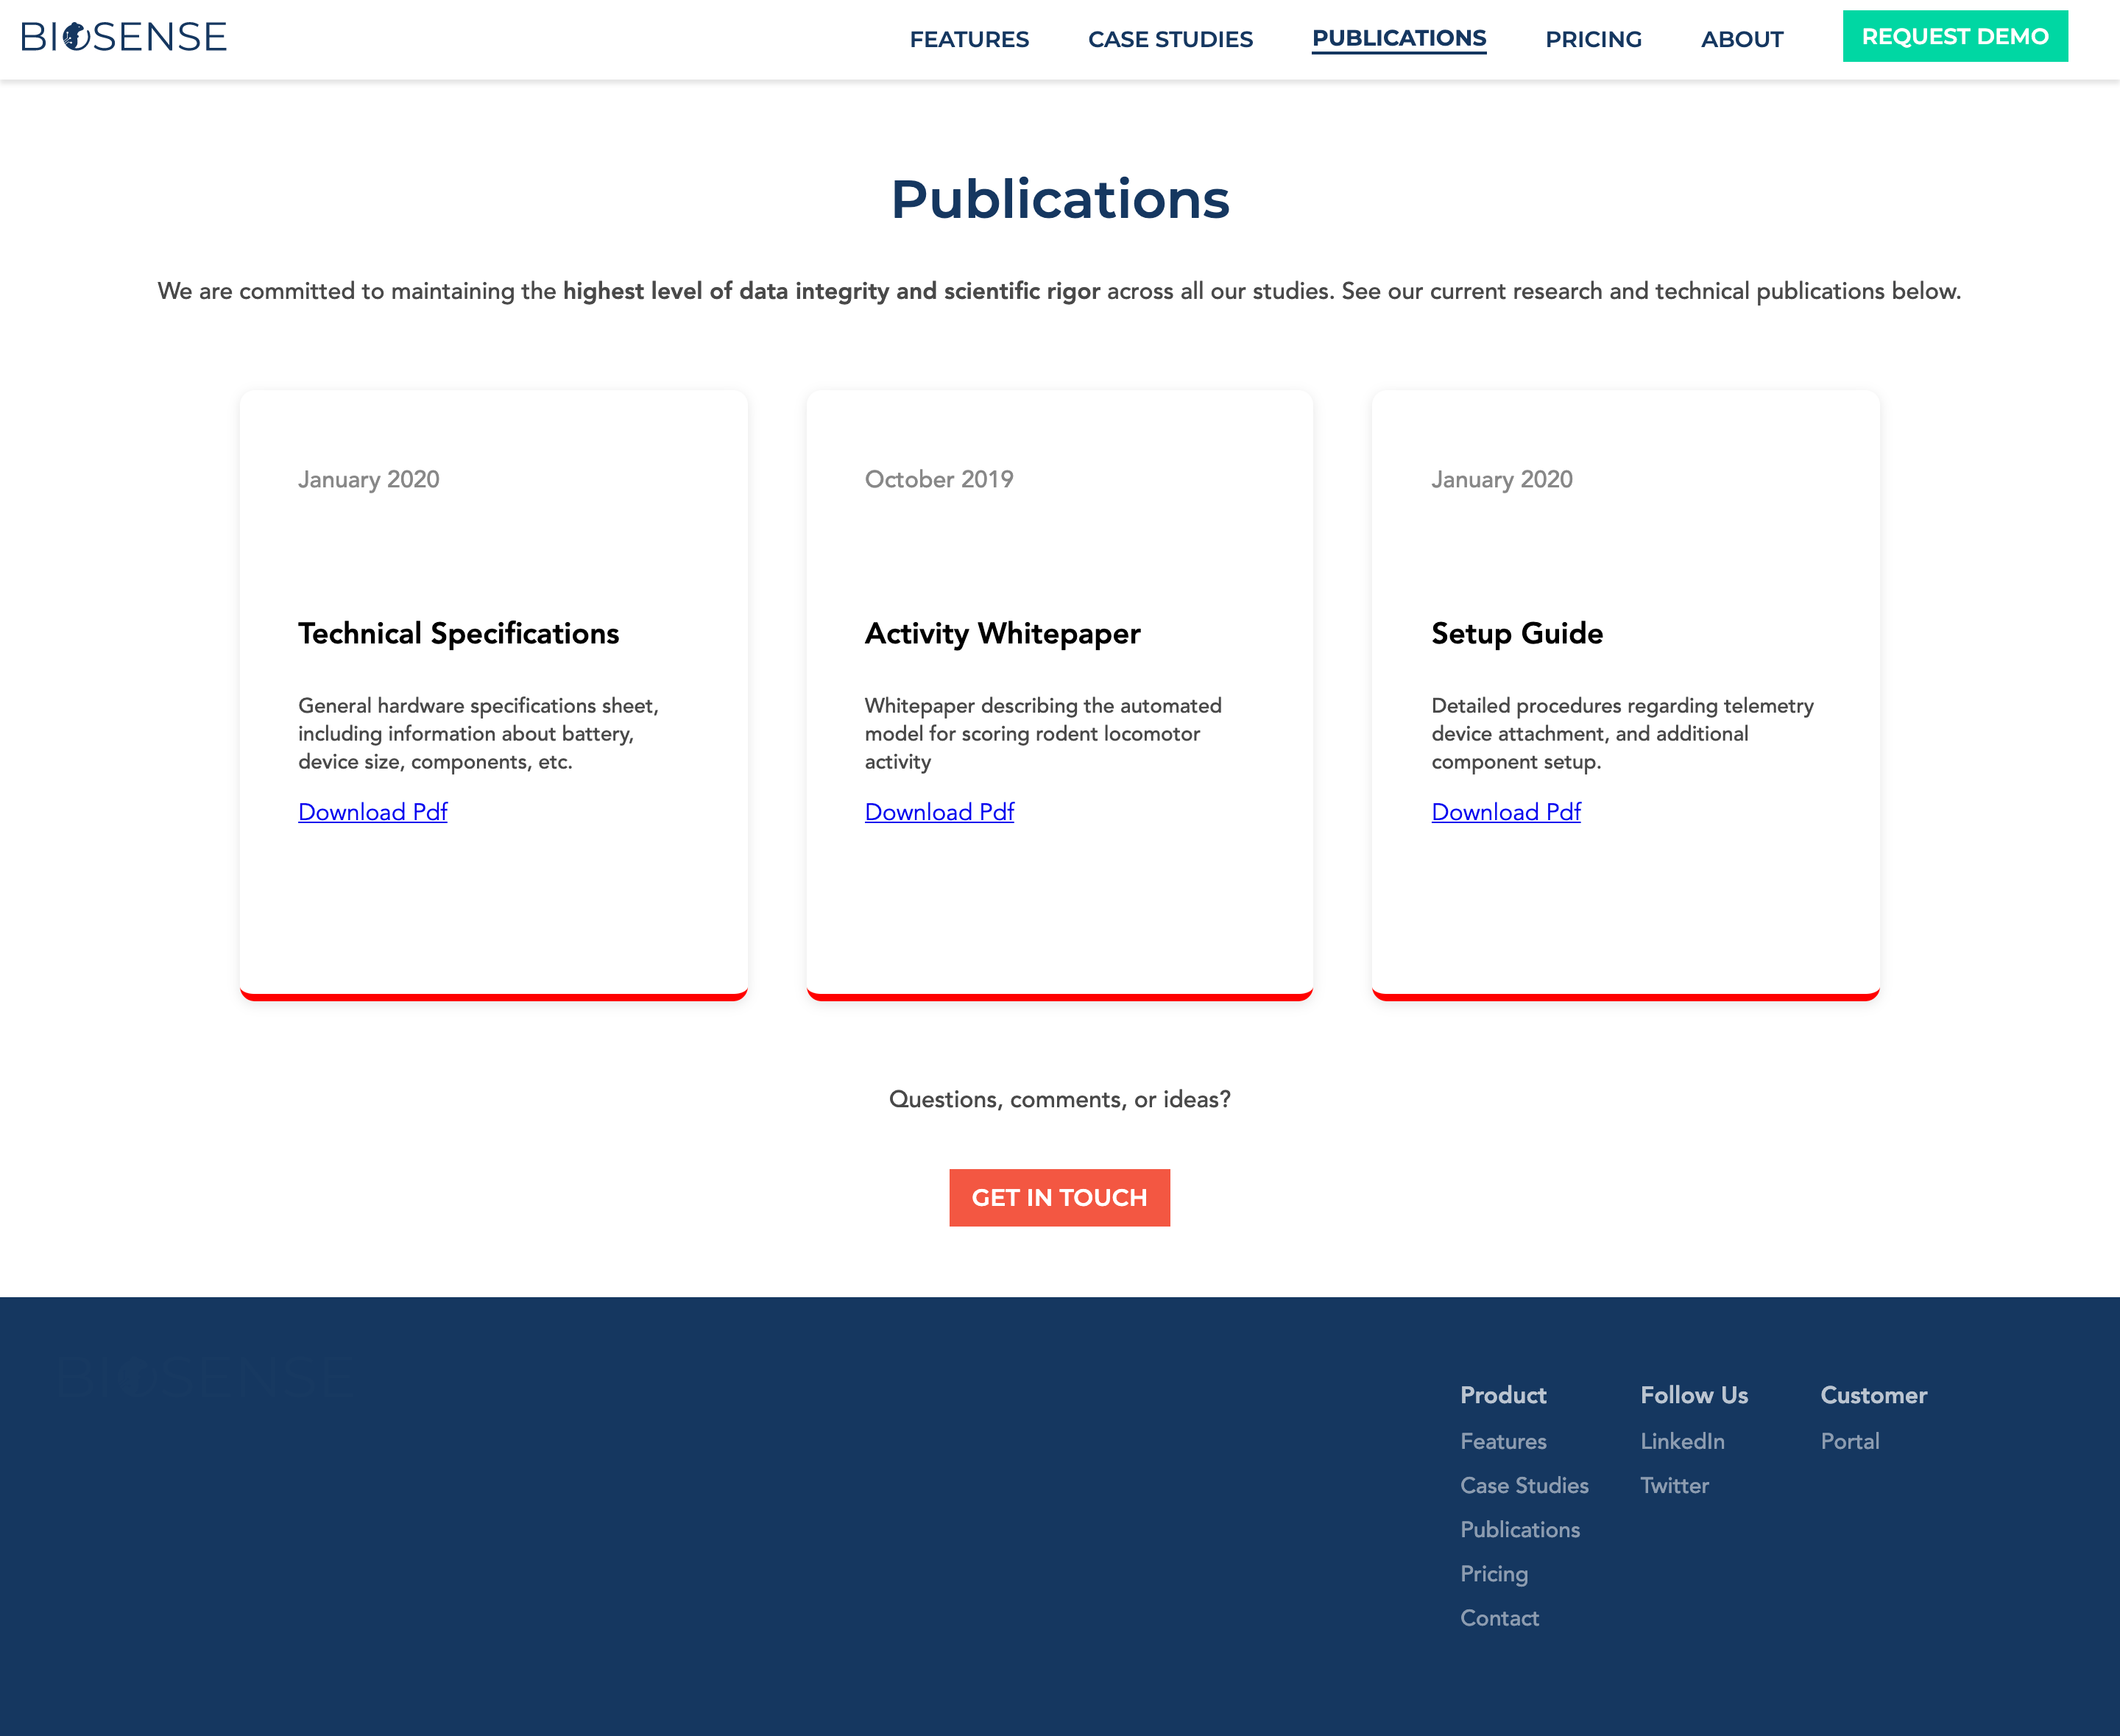 BIOSENSE
FEATURES
CASE STUDIES
PUBLICATIONS
PRICING
ABOUT
REQUEST DEMO
Publications
We are committed to maintaining the highest level of data integrity and scientific rigor across all our studies. See our current research and technical publications below.
January 2020
Technical Specifications
General hardware specifications sheet,
including information about battery,
device size, components, etc.
Download Pdf
October 2019
Activity Whitepaper
Whitepaper describing the automated
model for scoring rodent locomotor
activity
Download Pdf
January 2020
Setup Guide
Detailed procedures regarding telemetry
device attachment, and additional
component setup.
Download Pdf
Questions, comments, or ideas?
GET IN TOUCH
Product
Features
Case Studies
Publications
Pricing
Contact
Follow Us
LinkedIn
Twitter
Customer
Portal